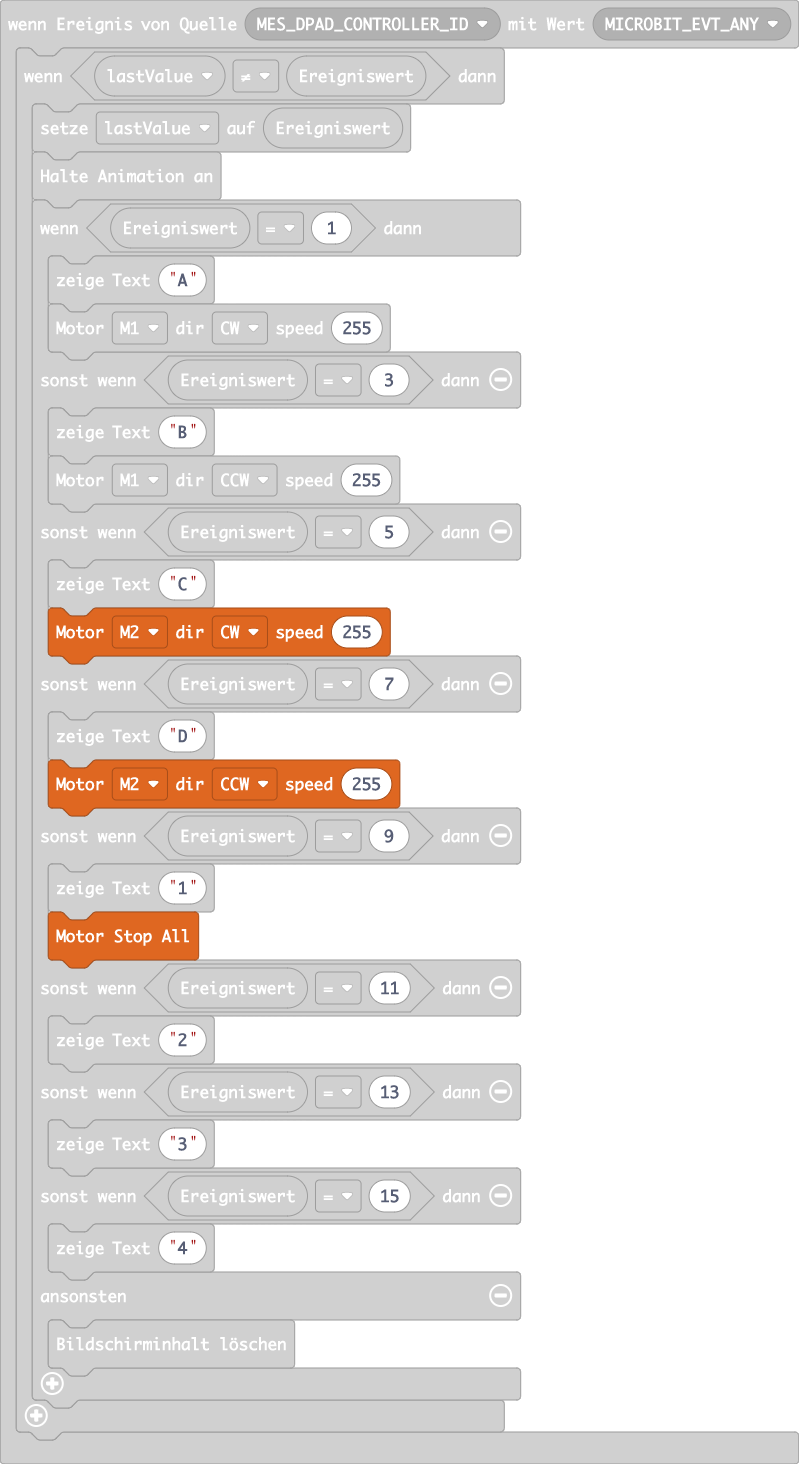 wenn Ereignis von Quelle MES_DPAD_CONTROLLER_ID mit Wert MICROBIT_EVT_ANY
wenn lastValue ≠ Ereigniswert dann
setze lastValue auf Ereigniswert
Halte Animation an
wenn Ereigniswert = 1 dann
zeige Text "A"
Motor M1 dir CW speed 255
sonst wenn Ereigniswert = 3 dann
zeige Text "B"
Motor M1 dir CCW speed 255
sonst wenn Ereigniswert = 5 dann
zeige Text "C"
Motor M2 dir CW speed 255
sonst wenn Ereigniswert = 7 dann
zeige Text "D"
Motor M2 dir CCW speed 255
sonst wenn Ereigniswert = 9 dann
zeige Text "1"
Motor Stop All
sonst wenn Ereigniswert = 11 dann
zeige Text "2"
sonst wenn Ereigniswert = 13 dann
zeige Text "3"
sonst wenn Ereigniswert = 15 dann
zeige Text "4"
ansonsten
Bildschirminhalt löschen